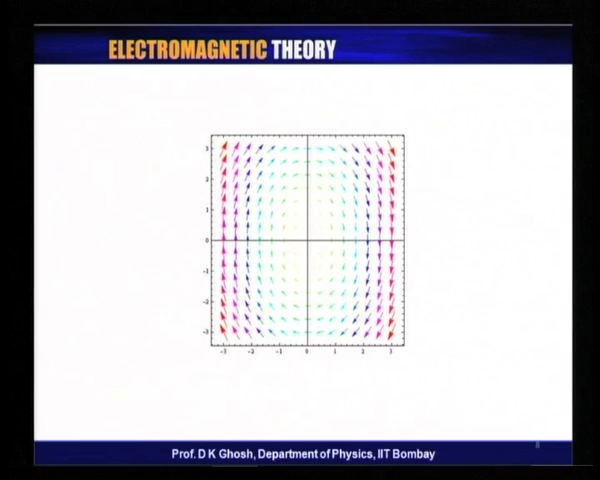 ELECTROMAGNETIC THEORY
3
2
1
0
-1
-2
-3
-3 -2 -1 0 1 2 3
8
Prof. D K Ghosh, Department of Physics, IIT Bombay